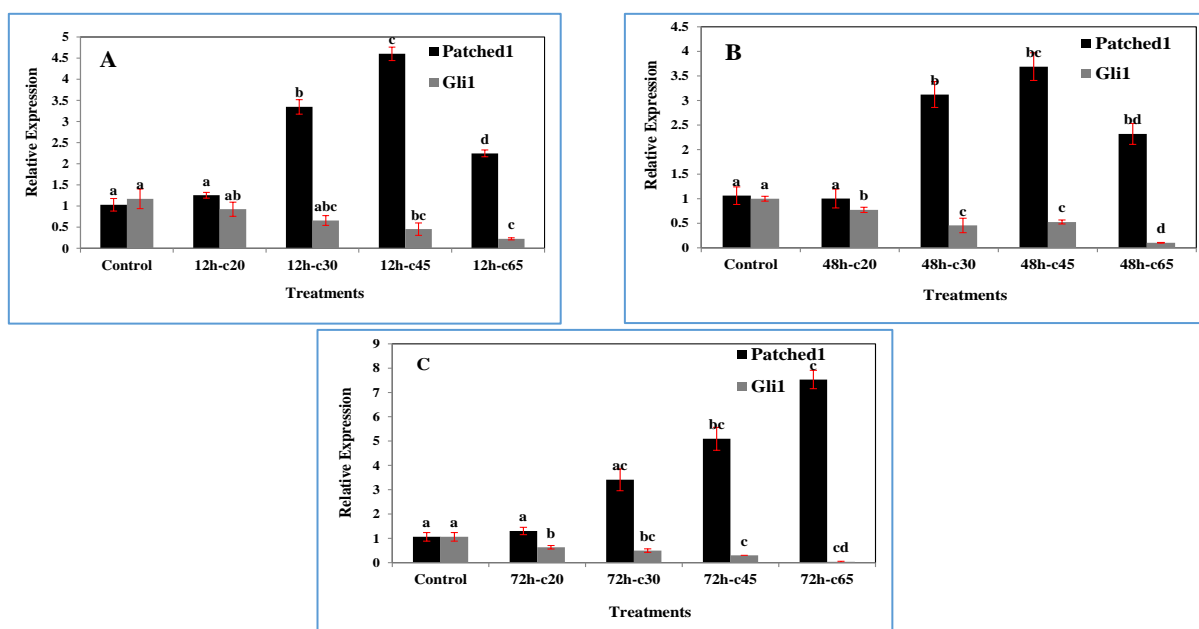 A
Patched1
Gli1
Relative Expression
5
4.5
4
3.5
3
2.5
2
1.5
1
0.5
0
a a a ab b abc c bc d c
Control 12h-c20 12h-c30 12h-c45 12h-c65
Treatments
B
Patched1
Gli1
Relative Expression
4.5
4
3.5
3
2.5
2
1.5
1
0.5
0
a a a c b c bc c bd d
Control 48h-c20 48h-c30 48h-c45 48h-c65
Treatments
C
Patched1
Gli1
Relative Expression
9
8
7
6
5
4
3
2
1
0
a a a b ac bc bc c c cd
Control 72h-c20 72h-c30 72h-c45 72h-c65
Treatments